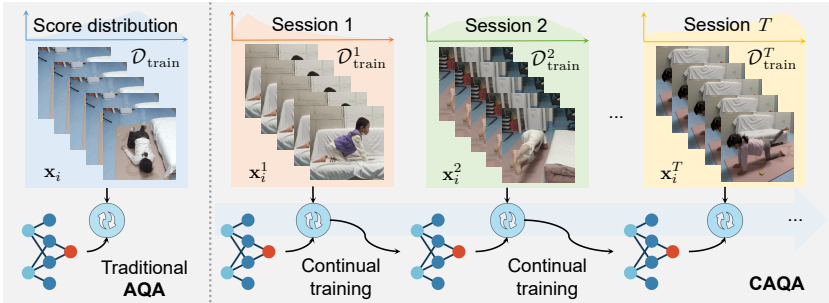 Score distribution
𝒟_train
x_i
Traditional
AQA
Session 1
𝒟^1_train
x^1_i
Session 2
𝒟^2_train
x^2_i
...
Session T
𝒟^T_train
x^T_i
Continual
training
Continual
training
...
CAQA